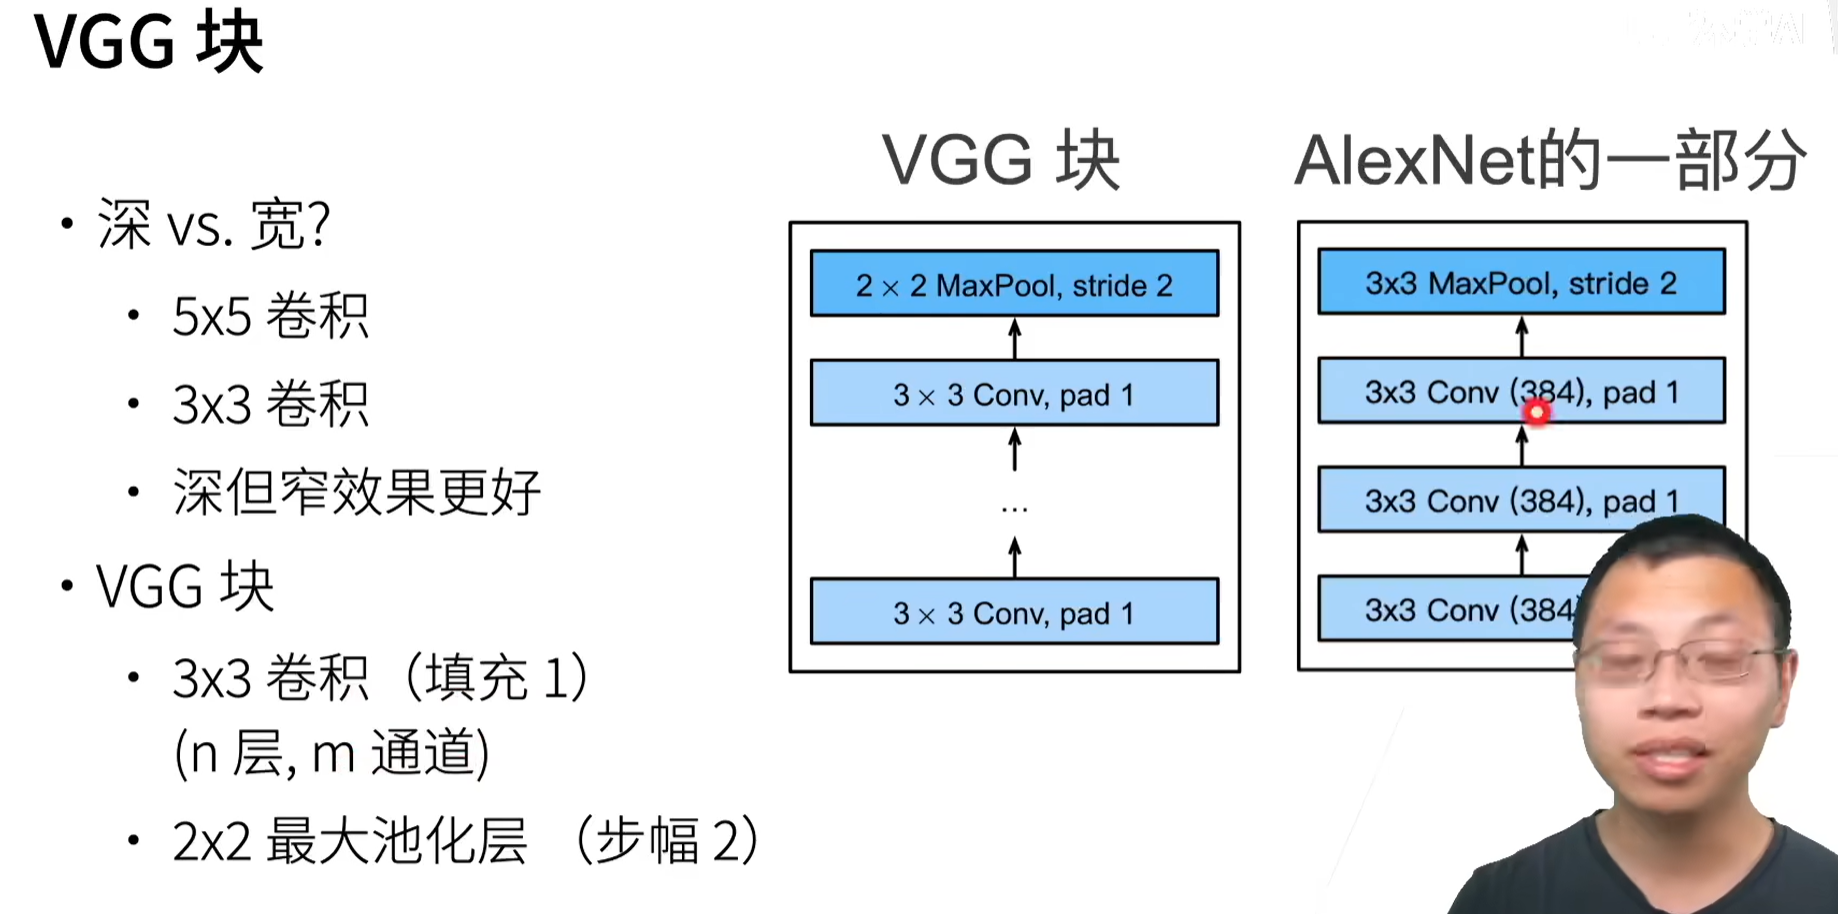 VGG 块
• 深 vs. 宽?
• 5x5 卷积
• 3x3 卷积
• 深但窄效果更好
• VGG 块
• 3x3 卷积（填充 1）
(n 层, m 通道)
• 2x2 最大池化层 （步幅 2）
VGG 块
2 × 2 MaxPool, stride 2
3 × 3 Conv, pad 1
...
3 × 3 Conv, pad 1
AlexNet的一部分
3x3 MaxPool, stride 2
3x3 Conv (384), pad 1
3x3 Conv (384), pad 1
3x3 Conv (384